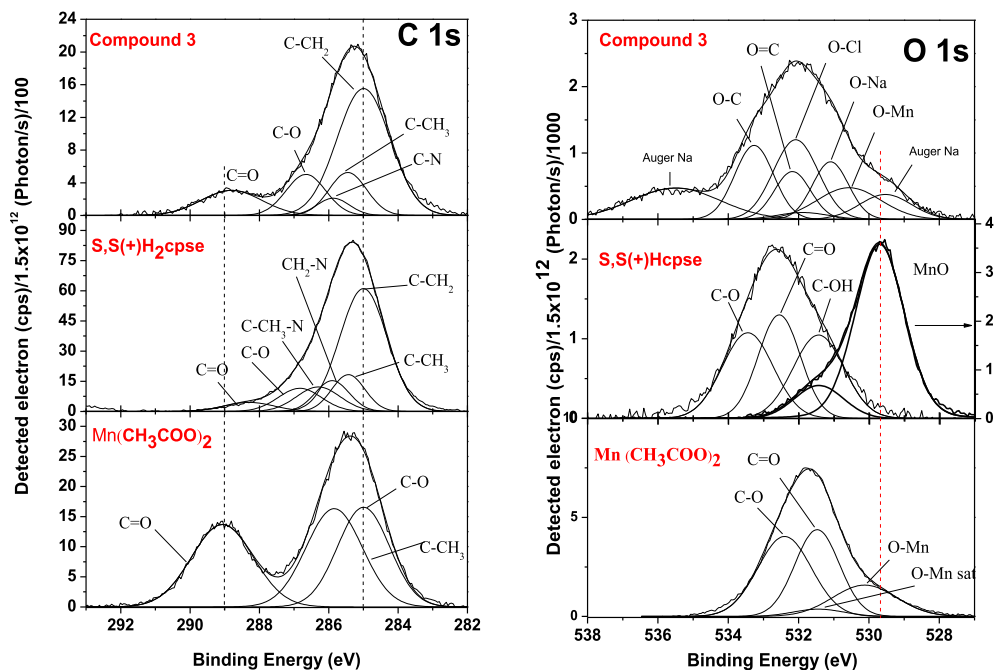 Detected electron (cps)/1.5x10¹² (Photon/s)/100
Compound 3
C 1s
24
20
16
12
8
4
0
C-CH₂
C-CH₃
C-O
C-N
C=O
S,S(+)H₂cpse
90
75
60
45
30
15
0
CH₂-N
C-CH₂
C-CH₃-N
C-O
C-CH₃
C=O
Mn(CH₃COO)₂
30
25
20
15
10
5
0
C=O
C-O
C-CH₃
292 290 288 286 284 282
Binding Energy (eV)
Detected electron (cps)/1.5x10¹² (Photon/s)/1000
Compound 3
O 1s
3
2
1
0
O=C
O-Cl
O-Na
O-C
O-Mn
Auger Na
Auger Na
S,S(+)Hcpse
2
1
0
4
3
2
1
0
C=O
MnO
C-O
C-OH
Mn (CH₃COO)₂
10
5
0
C=O
C-O
O-Mn
O-Mn sat
538 536 534 532 530 528
Binding Energy (eV)